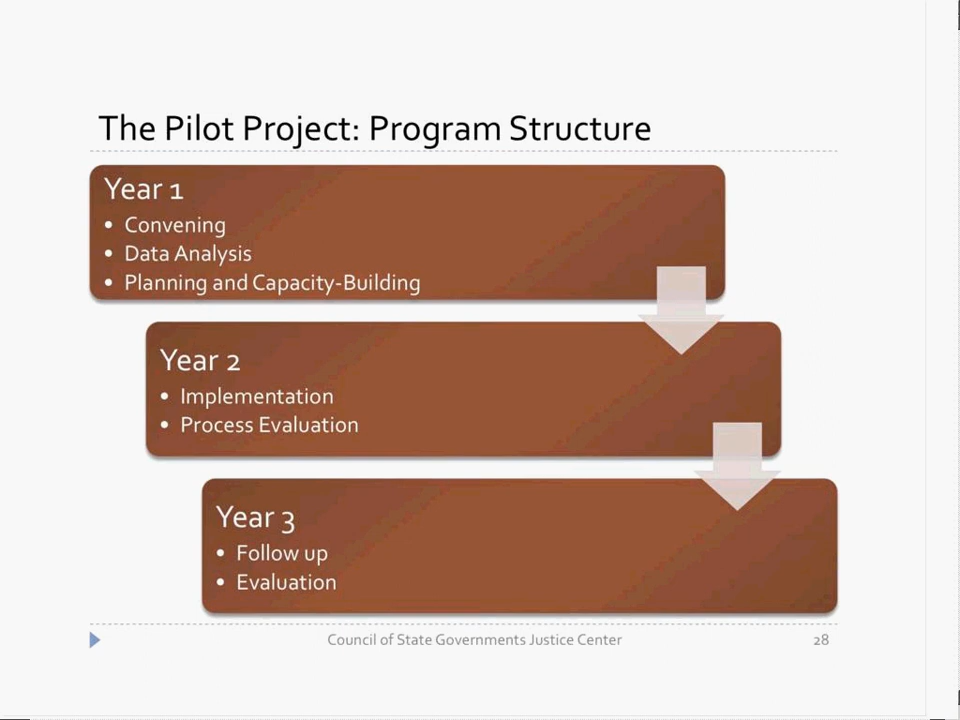 The Pilot Project: Program Structure
Year 1
• Convening
• Data Analysis
• Planning and Capacity-Building
Year 2
• Implementation
• Process Evaluation
Year 3
• Follow up
• Evaluation
Council of State Governments Justice Center
28